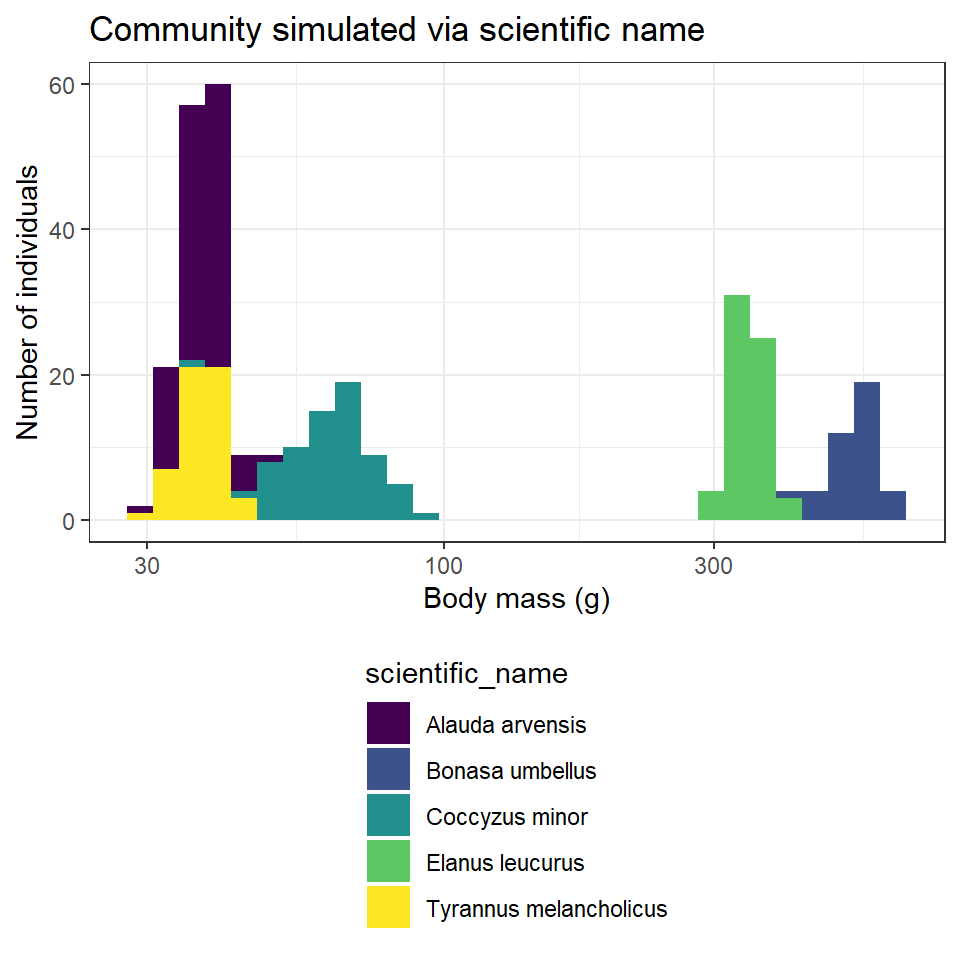 Community simulated via scientific name
60
40
20
0
Number of individuals
30 100 300
Body mass (g)
scientific_name
Alauda arvensis
Bonasa umbellus
Coccyzus minor
Elanus leucurus
Tyrannus melancholicus